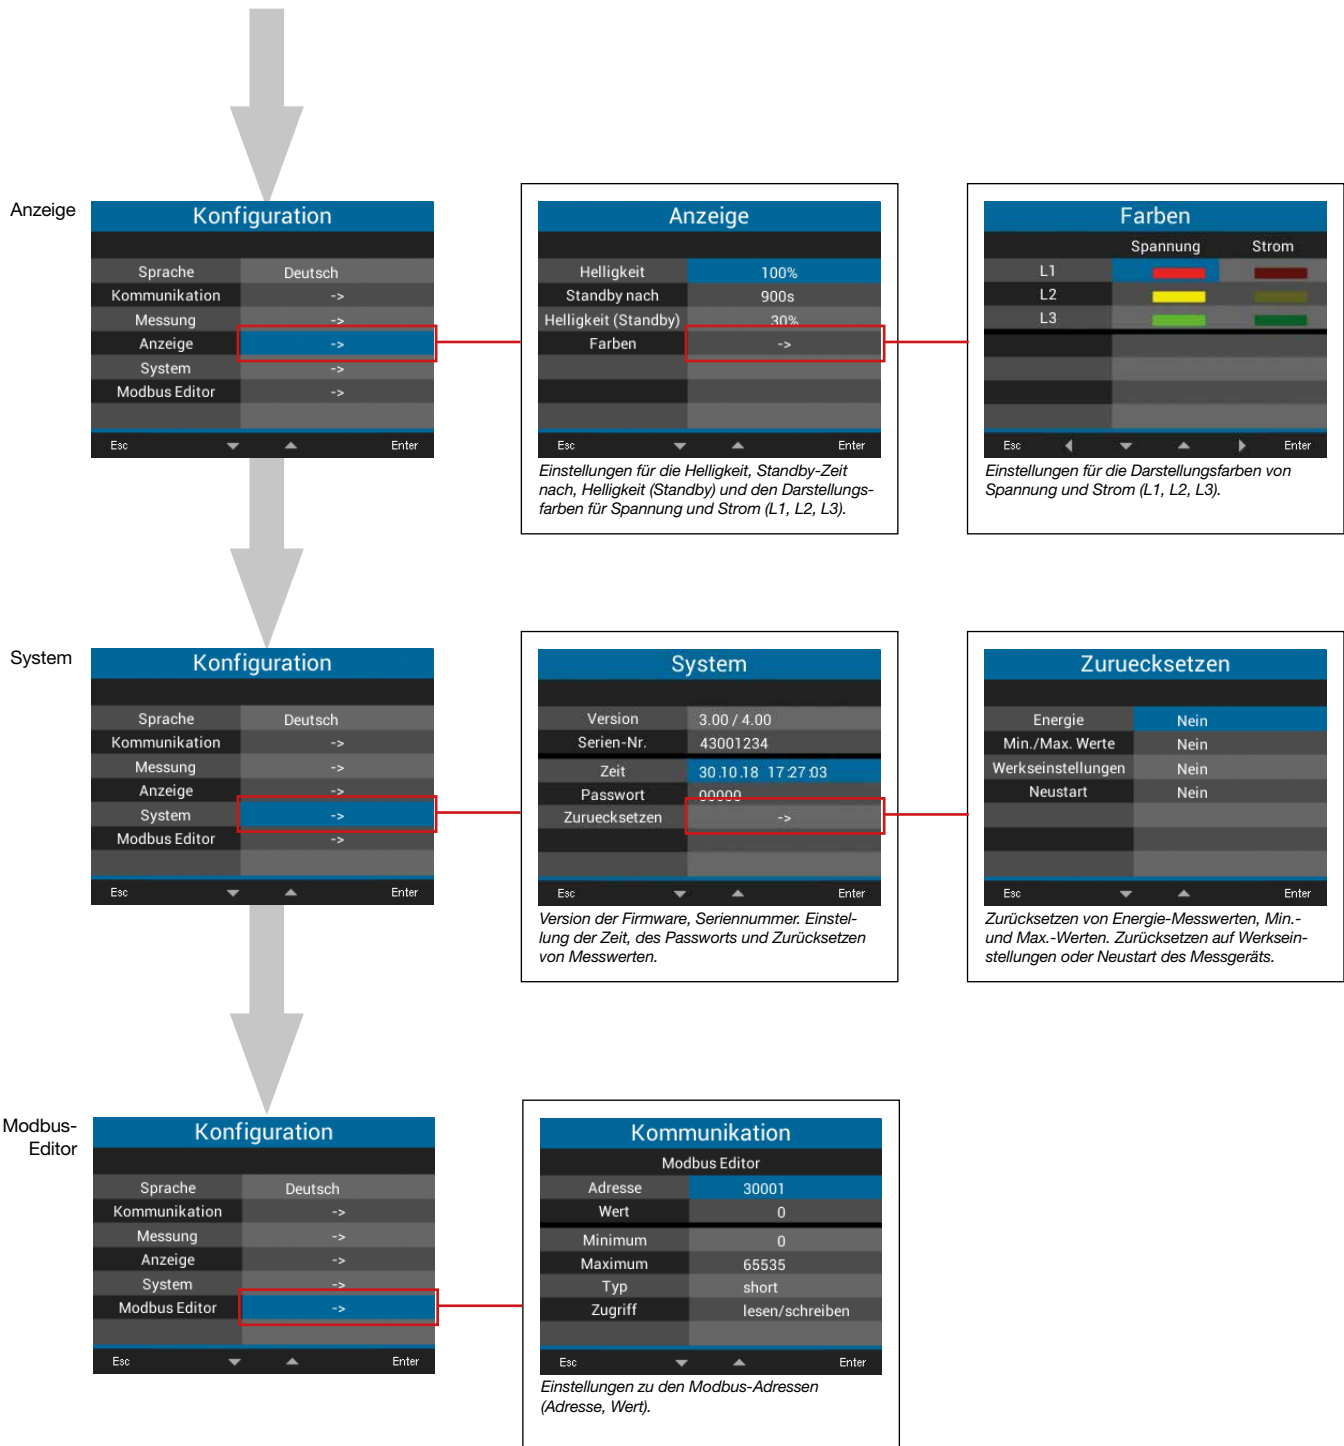 Anzeige
Konfiguration
Sprache Deutsch
Kommunikation ->
Messung ->
Anzeige ->
System ->
Modbus Editor ->
Esc Enter
Anzeige
Helligkeit 100%
Standby nach 900s
Helligkeit (Standby) 30%
Farben ->
Esc Enter
Einstellungen für die Helligkeit, Standby-Zeit
nach, Helligkeit (Standby) und den Darstellungs-
farben für Spannung und Strom (L1, L2, L3).
Farben
Spannung Strom
L1
L2
L3
Esc Enter
Einstellungen für die Darstellungsfarben von
Spannung und Strom (L1, L2, L3).
System
Konfiguration
Sprache Deutsch
Kommunikation ->
Messung ->
Anzeige ->
System ->
Modbus Editor ->
Esc Enter
System
Version 3.00 / 4.00
Serien-Nr. 43001234
Zeit 30.10.18 17:27:03
Passwort 00000
Zuruecksetzen ->
Esc Enter
Version der Firmware, Seriennummer. Einstel-
lung der Zeit, des Passworts und Zurücksetzen
von Messwerten.
Zuruecksetzen
Energie Nein
Min./Max. Werte Nein
Werkseinstellungen Nein
Neustart Nein
Esc Enter
Zurücksetzen von Energie-Messwerten, Min.-
und Max.-Werten. Zurücksetzen auf Werksein-
stellungen oder Neustart des Messgeräts.
Modbus-
Editor
Konfiguration
Sprache Deutsch
Kommunikation ->
Messung ->
Anzeige ->
System ->
Modbus Editor ->
Esc Enter
Kommunikation
Modbus Editor
Adresse 30001
Wert 0
Minimum 0
Maximum 65535
Typ short
Zugriff lesen/schreiben
Esc Enter
Einstellungen zu den Modbus-Adressen
(Adresse, Wert).